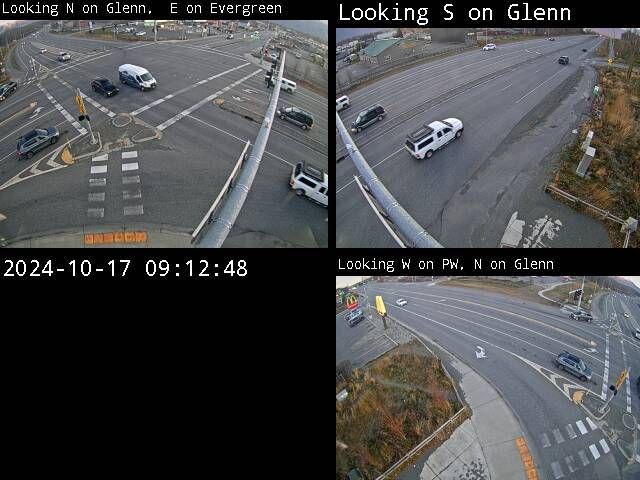 Looking N on Glenn, E on Evergreen
Looking S on Glenn
2024-10-17 09:12:48
Looking W on PW, N on Glenn